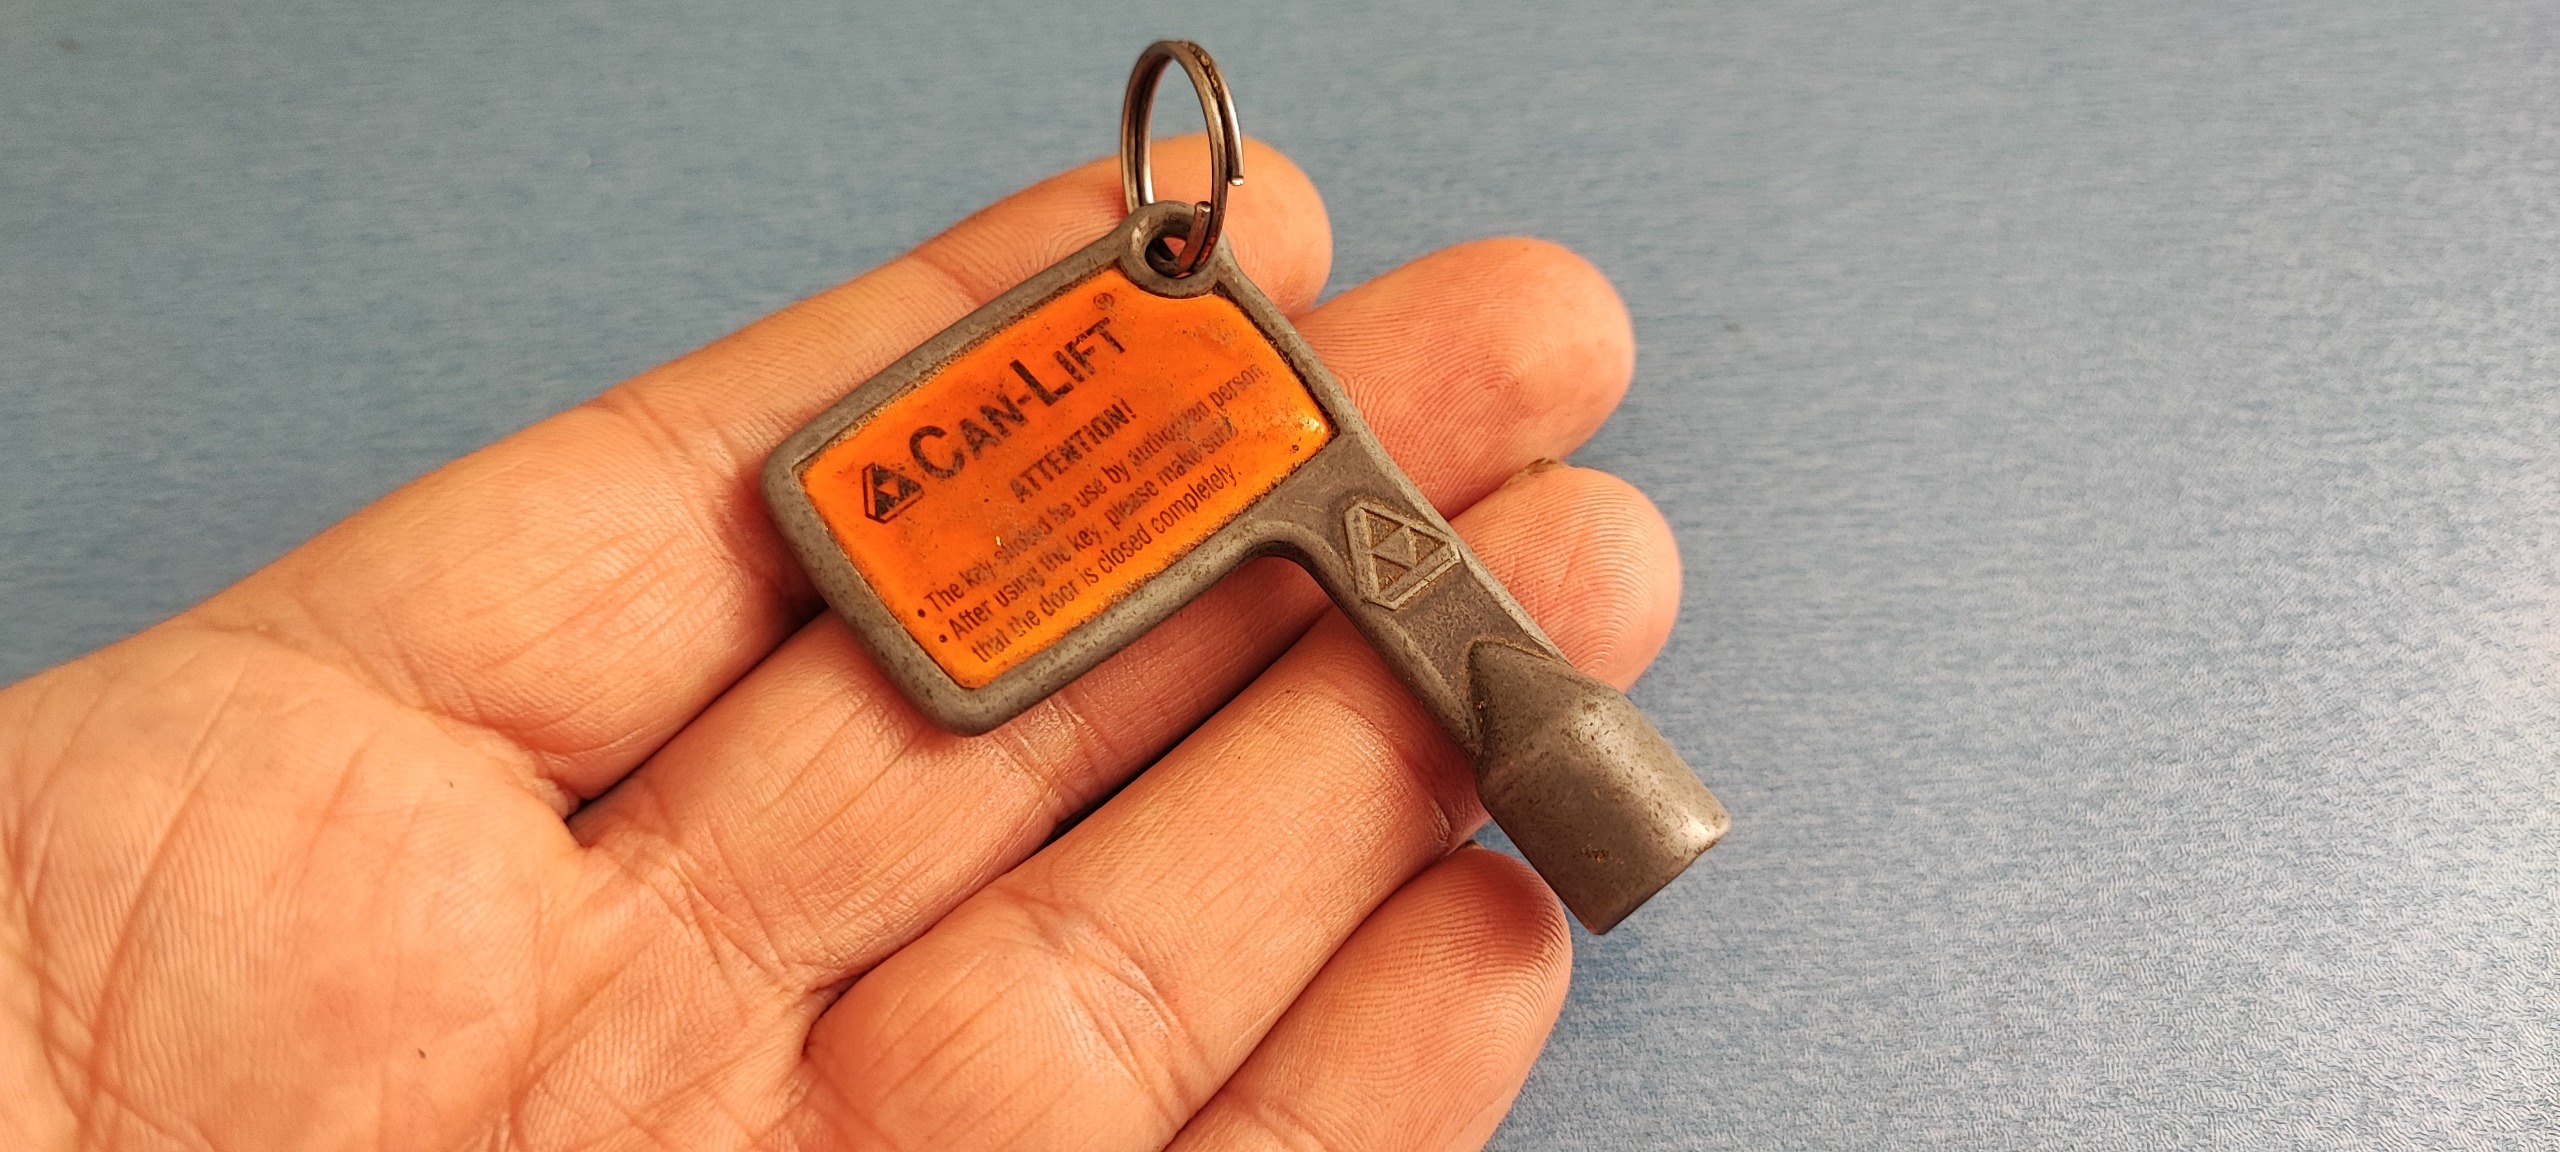 CAN-LIFT®
ATTENTION!
• The key should be use by authorized person
• After using the key, please make sure
that the door is closed completely.